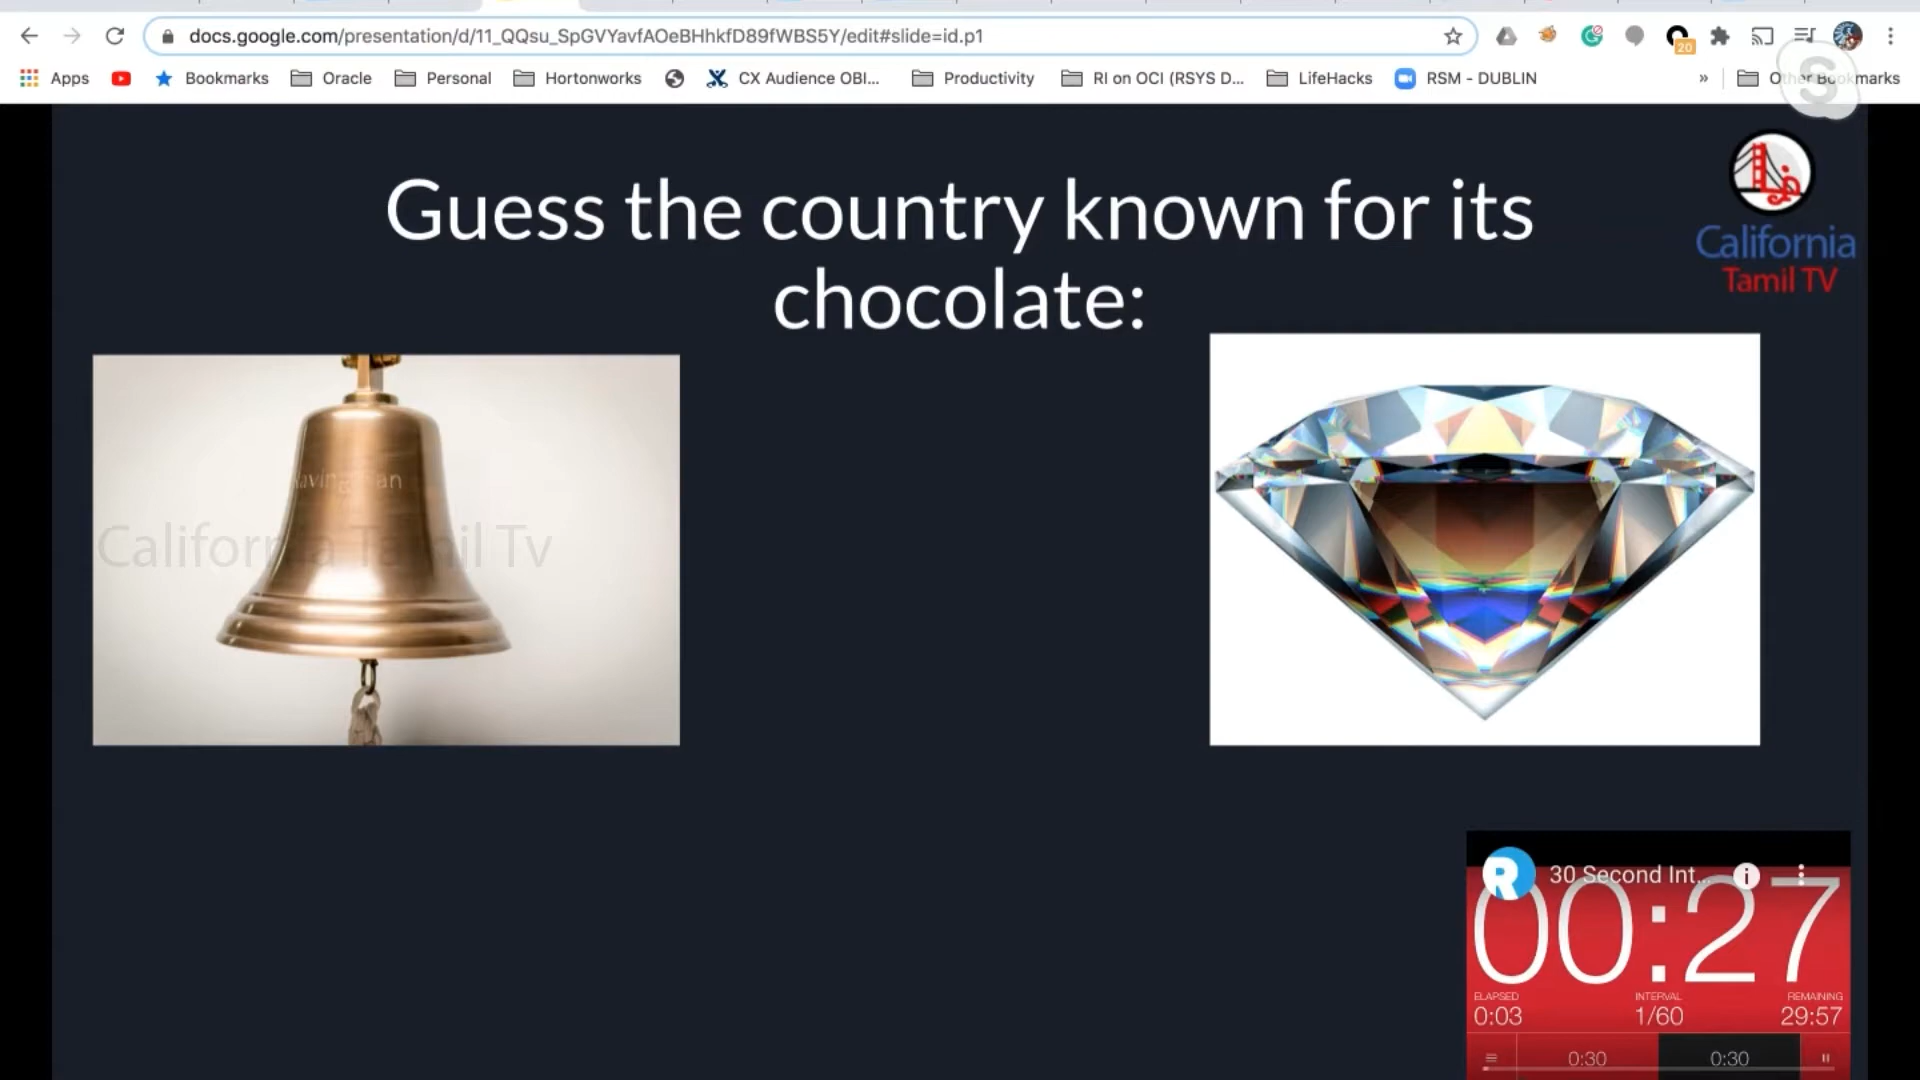 docs.google.com/presentation/d/11_QQsu_SpGVYavfAOeBHhkfD89fWBS5Y/edit#slide=id.p1
20
Apps Bookmarks Oracle Personal Hortonworks CX Audience OBI... Productivity RI on OCI (RSYS D... LifeHacks RSM - DUBLIN » Other Bookmarks
Guess the country known for its
chocolate:
California
Tamil TV
California Tamil Tv
30 Second Int...
00:27
ELAPSED INTERVAL REMAINING
0:03 1/60 29:57
0:30 0:30